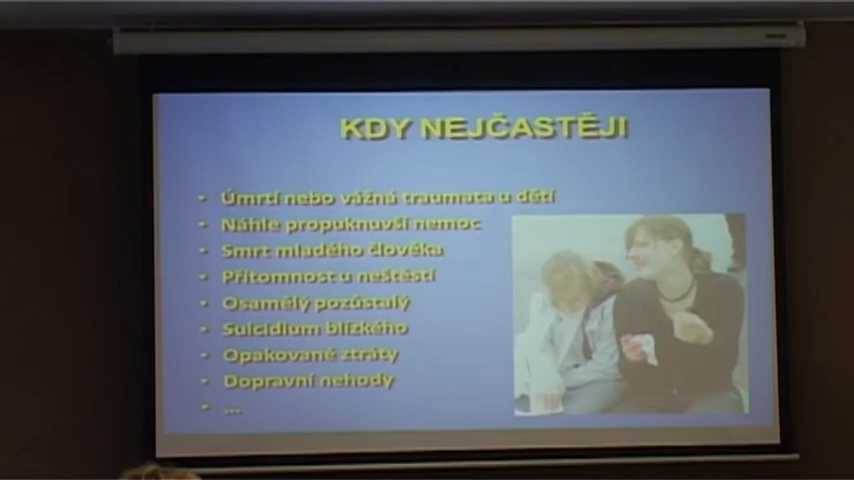 KDY NEJČASTĚJI
• Úmrtí nebo vážná traumata u dětí
• Náhle propuknuvší nemoc
• Smrt mladého člověka
• Přítomnost u neštěstí
• Osamělý pozůstalý
• Suicidium blízkého
• Opakované ztráty
• Dopravní nehody
• ...